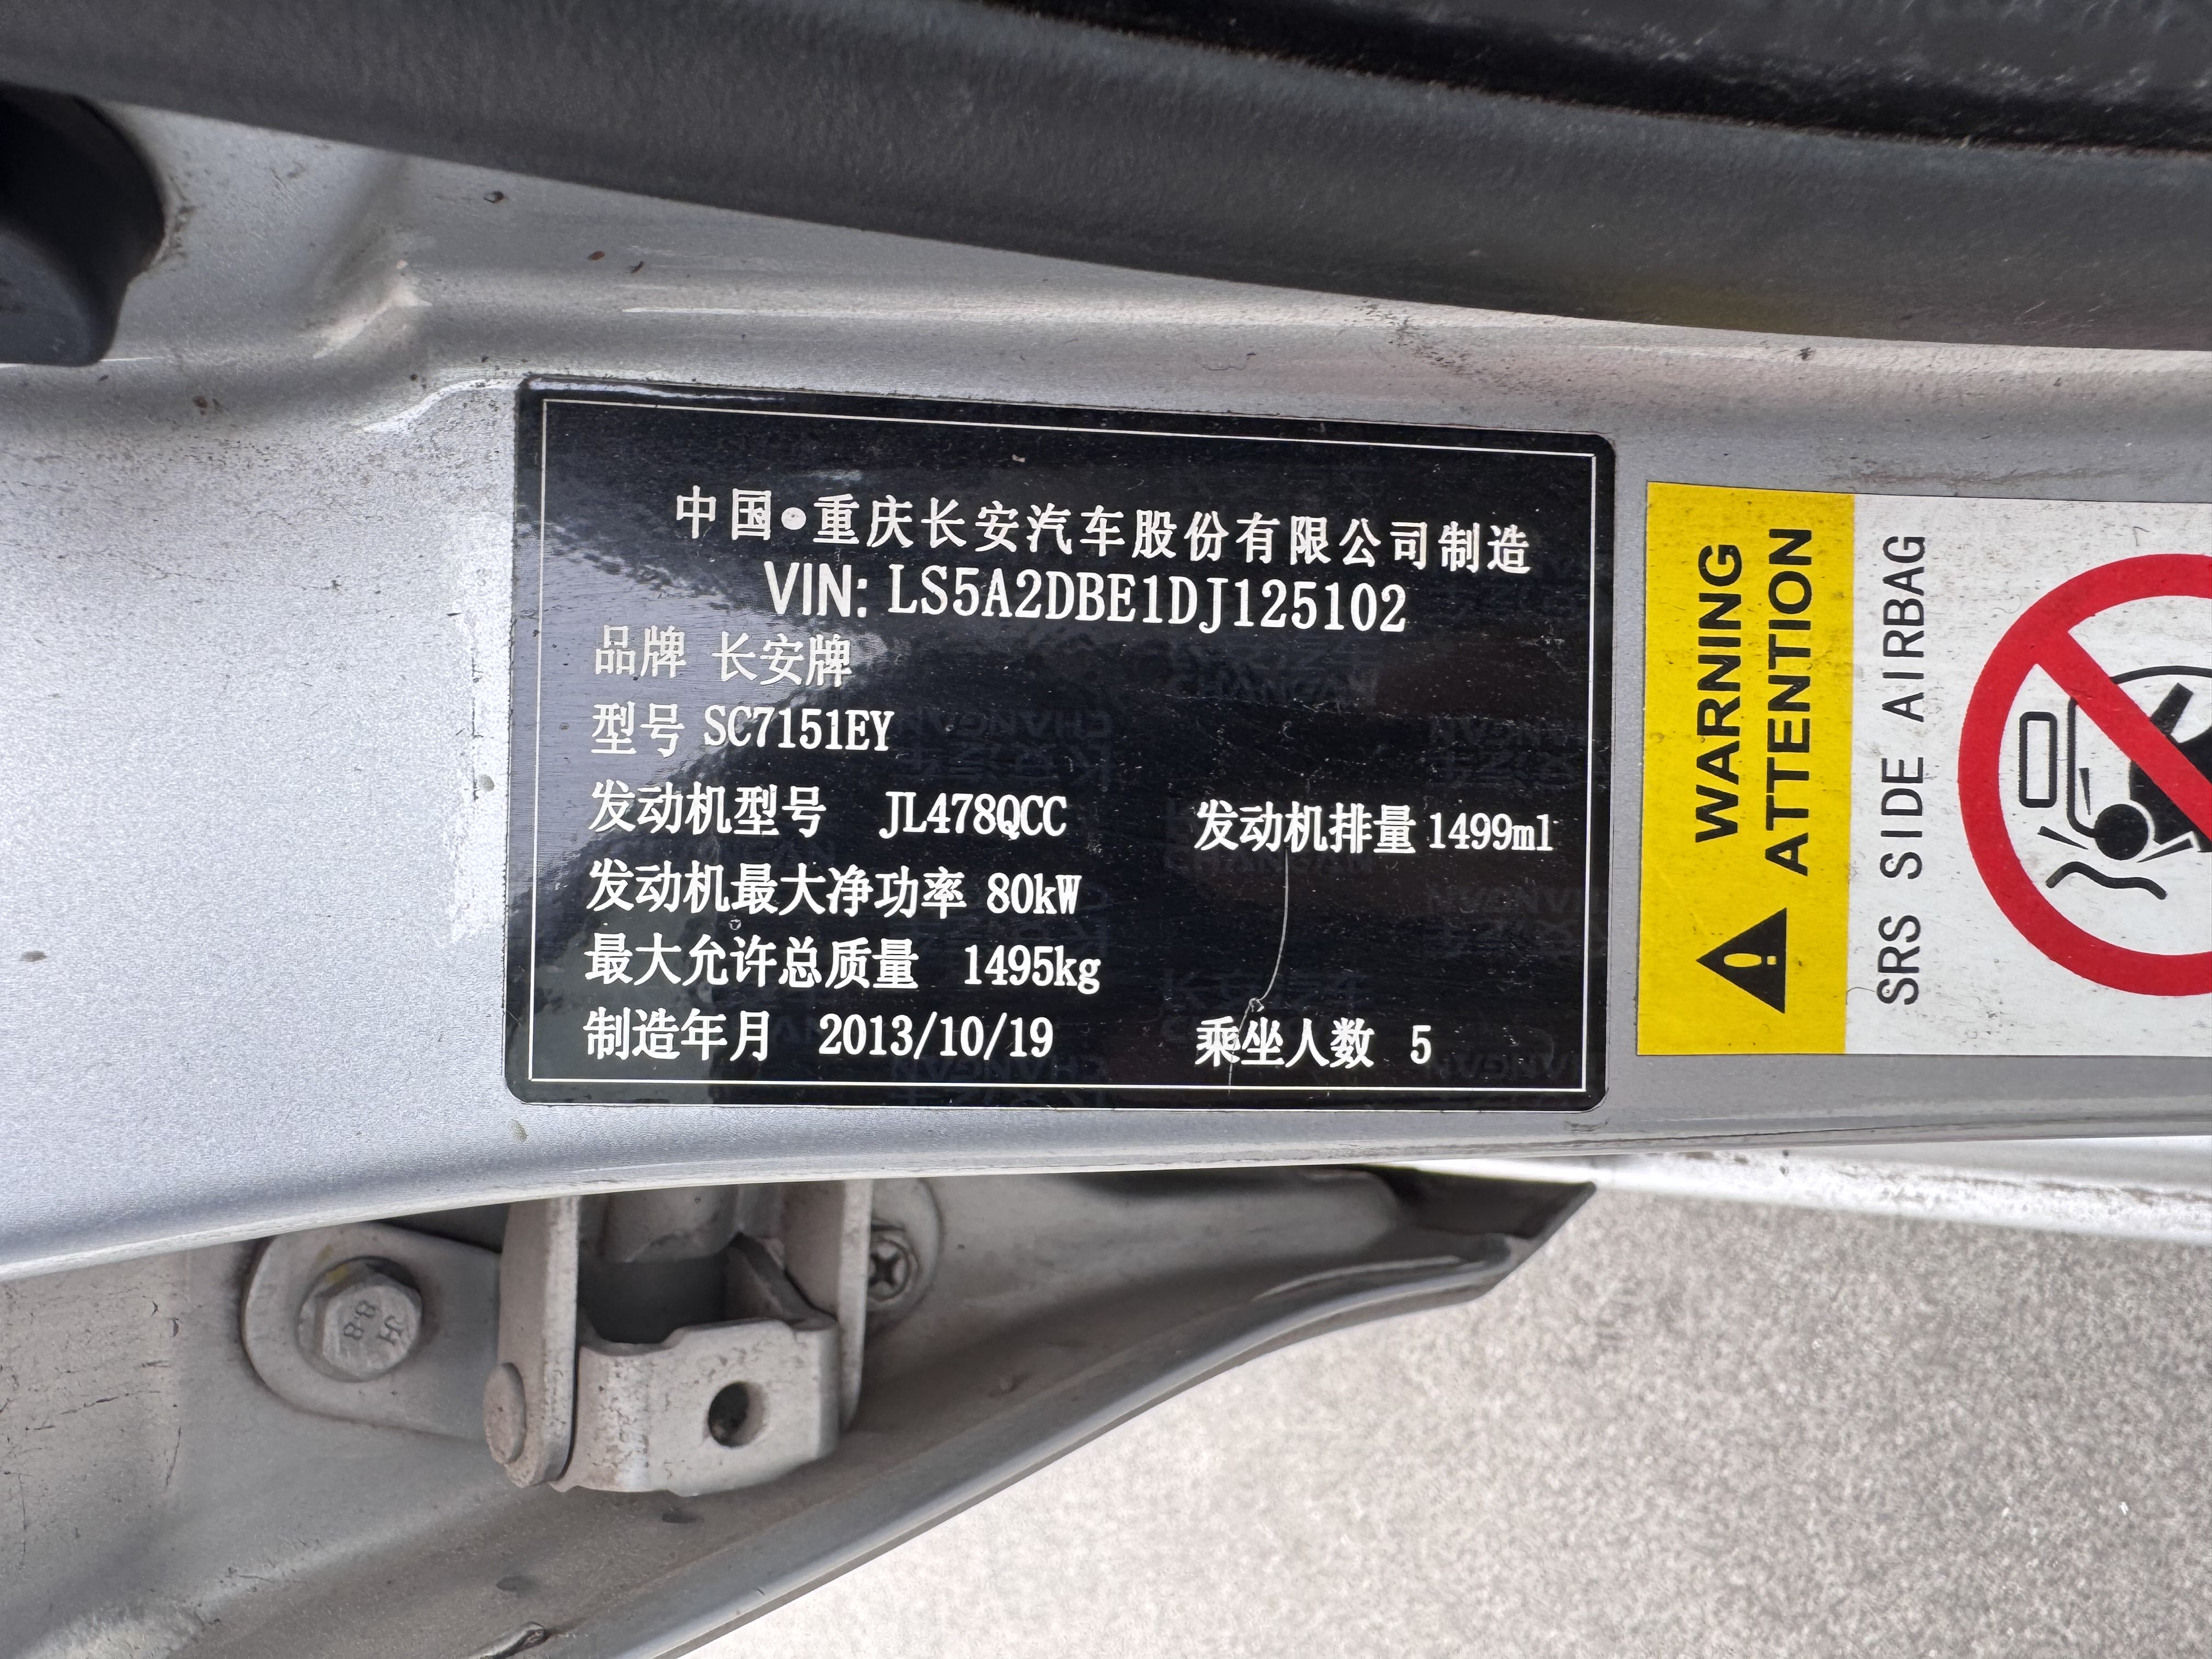 中国●重庆长安汽车股份有限公司制造
VIN: LS5A2DBE1DJ125102
品牌 长安牌
型号 SC7151EY
发动机型号 JL478QCC 发动机排量 1499ml
发动机最大净功率 80kW
最大允许总质量 1495kg
制造年月 2013/10/19 乘坐人数 5
WARNING
ATTENTION
SRS SIDE AIRBAG
JH
8·8